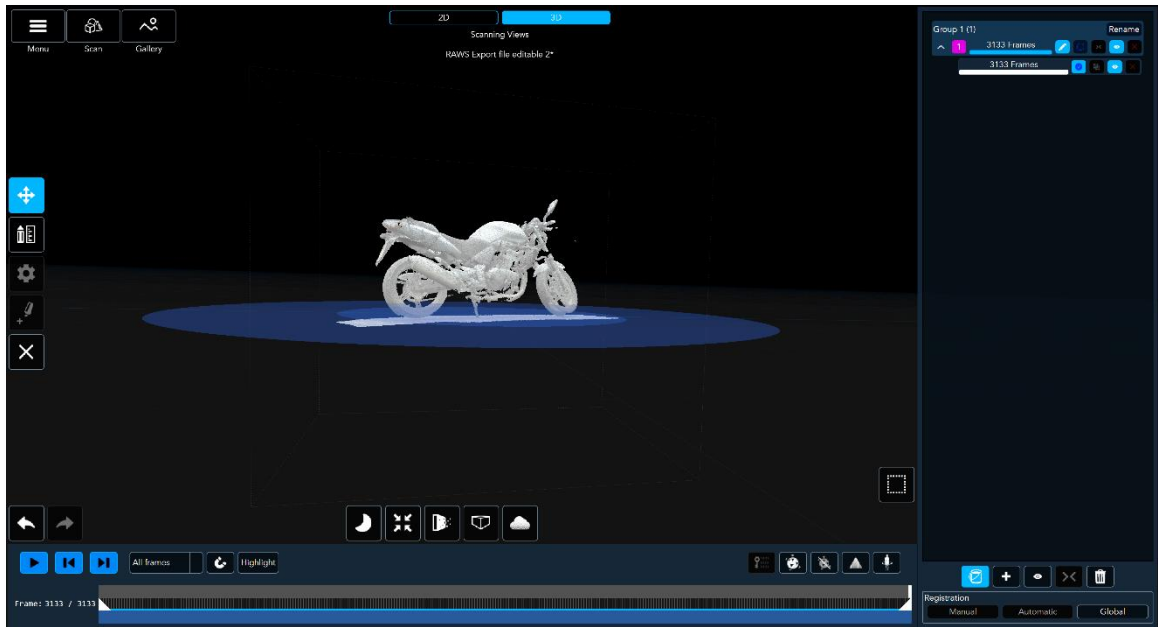 2D 3D
Menu Scan Gallery
Scanning Views
RAWS Export file editable 2*
Group 1 (1) Rename
1 3133 Frames
3133 Frames
All frames Highlight
Frame: 3133 / 3133
Registration
Manual Automatic Global